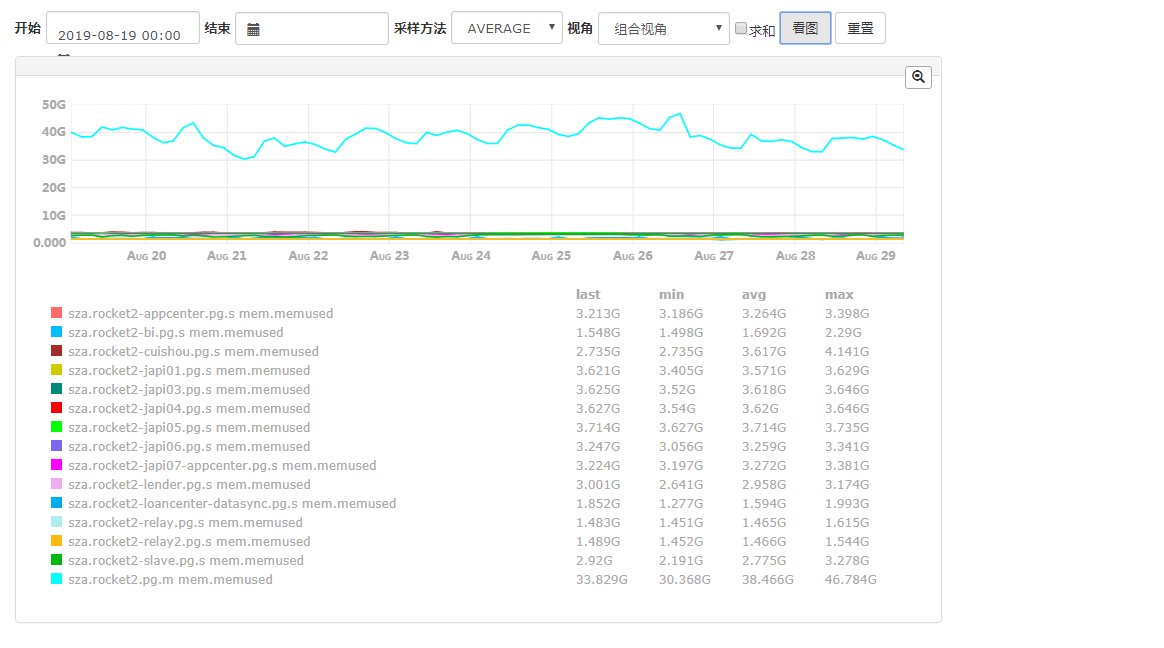 开始 2019-08-19 00:00 结束 采样方法 AVERAGE 视角 组合视角 求和 看图 重置
50G
40G
30G
20G
10G
0.000
Aug 20 Aug 21 Aug 22 Aug 23 Aug 24 Aug 25 Aug 26 Aug 27 Aug 28 Aug 29
last min avg max
sza.rocket2-appcenter.pg.s mem.memused 3.213G 3.186G 3.264G 3.398G
sza.rocket2-bi.pg.s mem.memused 1.548G 1.498G 1.692G 2.29G
sza.rocket2-cuishou.pg.s mem.memused 2.735G 2.735G 3.617G 4.141G
sza.rocket2-japi01.pg.s mem.memused 3.621G 3.405G 3.571G 3.629G
sza.rocket2-japi03.pg.s mem.memused 3.625G 3.52G 3.618G 3.646G
sza.rocket2-japi04.pg.s mem.memused 3.627G 3.54G 3.62G 3.646G
sza.rocket2-japi05.pg.s mem.memused 3.714G 3.627G 3.714G 3.735G
sza.rocket2-japi06.pg.s mem.memused 3.247G 3.056G 3.259G 3.341G
sza.rocket2-japi07-appcenter.pg.s mem.memused 3.224G 3.197G 3.272G 3.381G
sza.rocket2-lender.pg.s mem.memused 3.001G 2.641G 2.958G 3.174G
sza.rocket2-loancenter-datasync.pg.s mem.memused 1.852G 1.277G 1.594G 1.993G
sza.rocket2-relay.pg.s mem.memused 1.483G 1.451G 1.465G 1.615G
sza.rocket2-relay2.pg.s mem.memused 1.489G 1.452G 1.466G 1.544G
sza.rocket2-slave.pg.s mem.memused 2.92G 2.191G 2.775G 3.278G
sza.rocket2.pg.m mem.memused 33.829G 30.368G 38.466G 46.784G